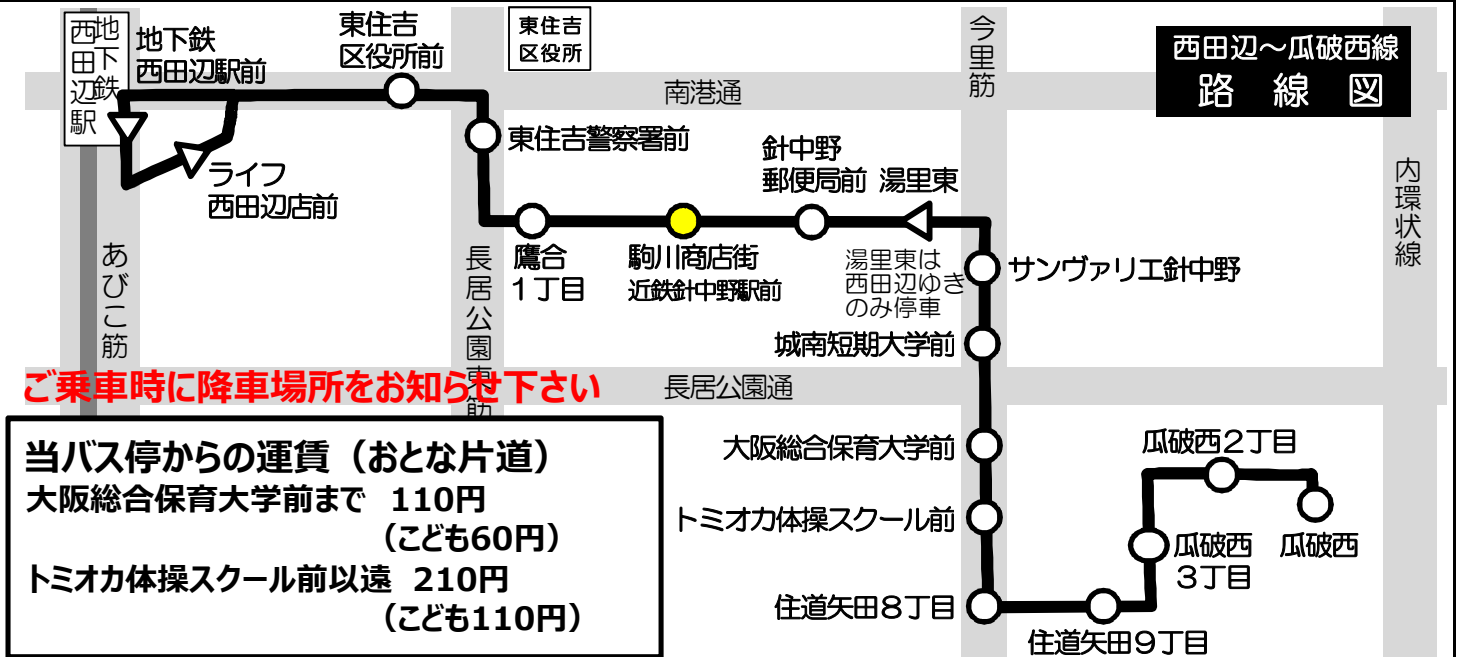 地下鉄
西田辺駅
地下鉄
西田辺駅前
東住吉
区役所前
東住吉
区役所
今里筋
西田辺～瓜破西線
路線図
南港通
東住吉警察署前
針中野
郵便局前
湯里東
ライフ
西田辺店前
内環状線
あびこ筋
長居公園東筋
鷹合
1丁目
駒川商店街
近鉄針中野駅前
湯里東は
西田辺ゆき
のみ停車
サンヴァリエ針中野
城南短期大学前
ご乗車時に降車場所をお知らせ下さい
長居公園通
当バス停からの運賃（おとな片道）
大阪総合保育大学前まで 110円
（こども60円）
トミオカ体操スクール前以遠 210円
（こども110円）
大阪総合保育大学前
瓜破西2丁目
トミオカ体操スクール前
瓜破西
3丁目
瓜破西
住道矢田8丁目
住道矢田9丁目